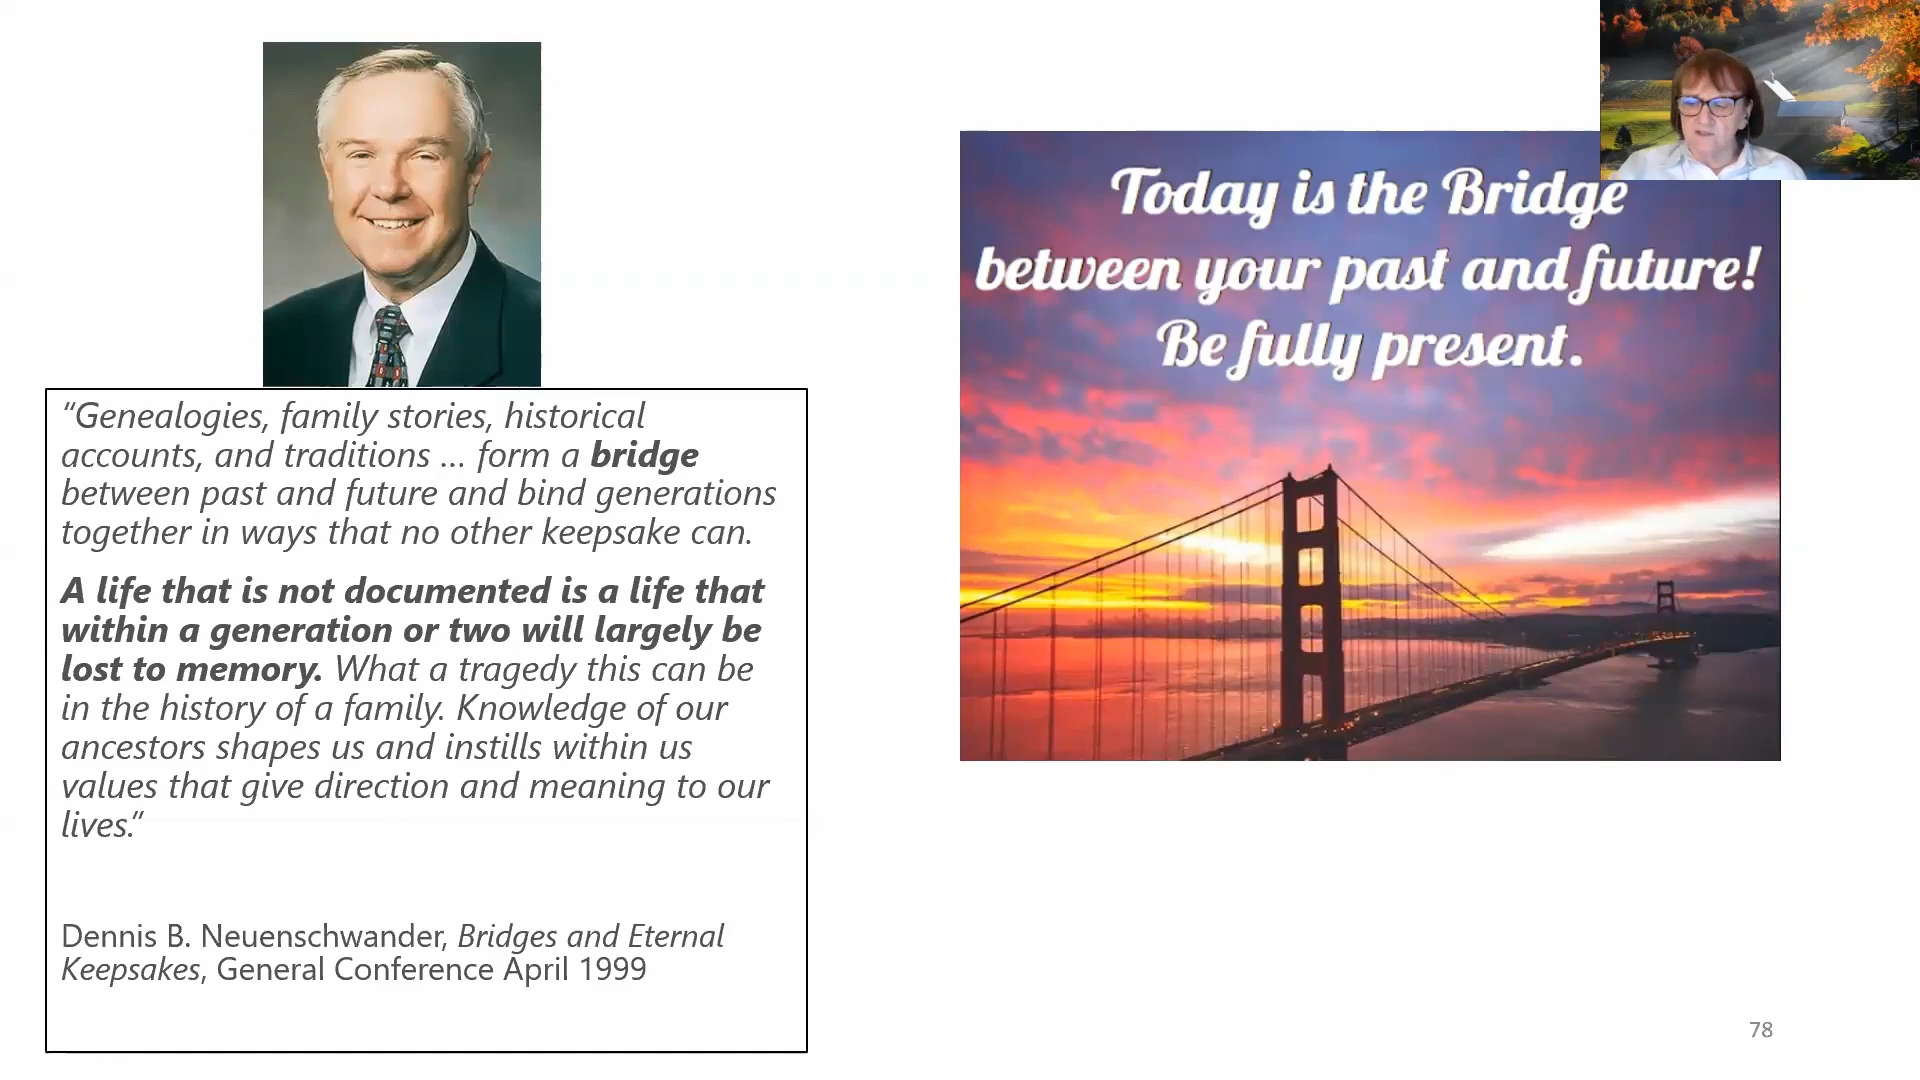 “Genealogies, family stories, historical
accounts, and traditions ... form a bridge
between past and future and bind generations
together in ways that no other keepsake can.
A life that is not documented is a life that
within a generation or two will largely be
lost to memory. What a tragedy this can be
in the history of a family. Knowledge of our
ancestors shapes us and instills within us
values that give direction and meaning to our
lives.”
Dennis B. Neuenschwander, Bridges and Eternal
Keepsakes, General Conference April 1999
Today is the Bridge
between your past and future!
Be fully present.
78